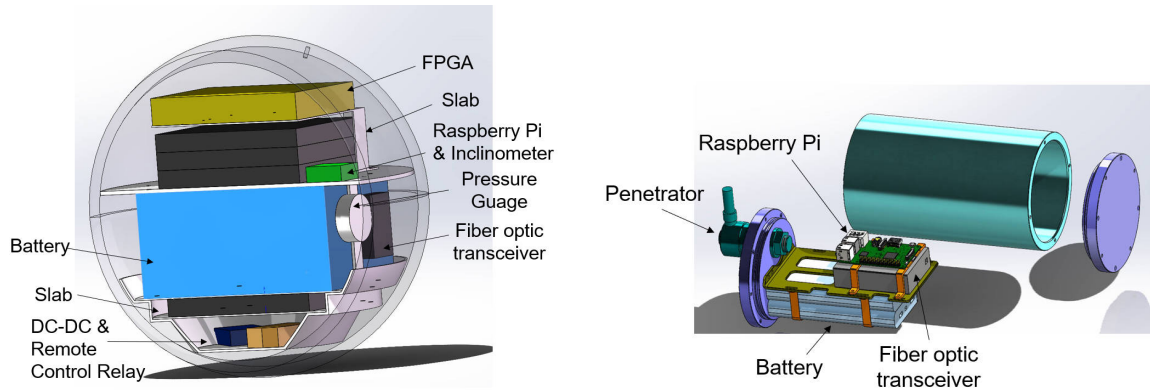 FPGA
Slab
Raspberry Pi
& Inclinometer
Pressure
Guage
Fiber optic
transceiver
Battery
Slab
DC-DC &
Remote
Control Relay
Raspberry Pi
Penetrator
Battery
Fiber optic
transceiver